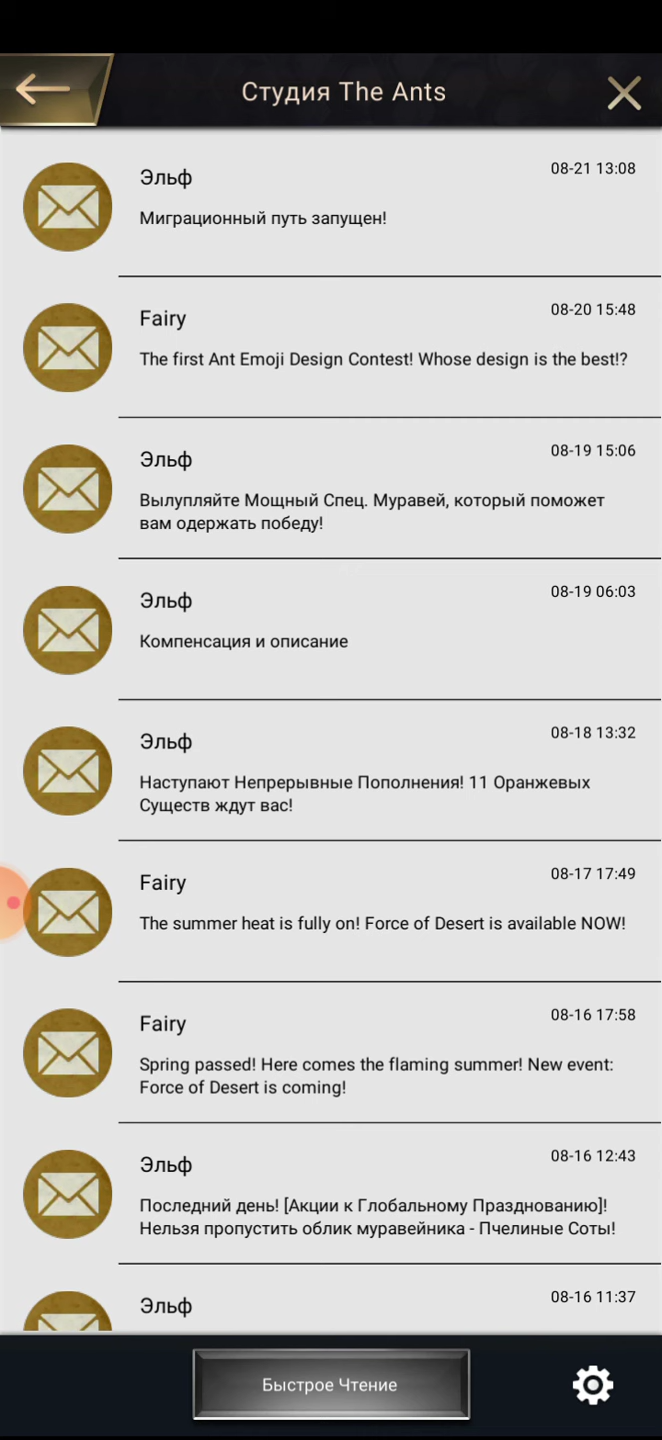 Студия The Ants
Эльф
08-21 13:08
Миграционный путь запущен!
Fairy
08-20 15:48
The first Ant Emoji Design Contest! Whose design is the best!?
Эльф
08-19 15:06
Вылупляйте Мощный Спец. Муравей, который поможет
вам одержать победу!
Эльф
08-19 06:03
Компенсация и описание
Эльф
08-18 13:32
Наступают Непрерывные Пополнения! 11 Оранжевых
Существ ждут вас!
Fairy
08-17 17:49
The summer heat is fully on! Force of Desert is available NOW!
Fairy
08-16 17:58
Spring passed! Here comes the flaming summer! New event:
Force of Desert is coming!
Эльф
08-16 12:43
Последний день! [Акции к Глобальному Празднованию]!
Нельзя пропустить облик муравейника - Пчелиные Соты!
Эльф
08-16 11:37
Быстрое Чтение